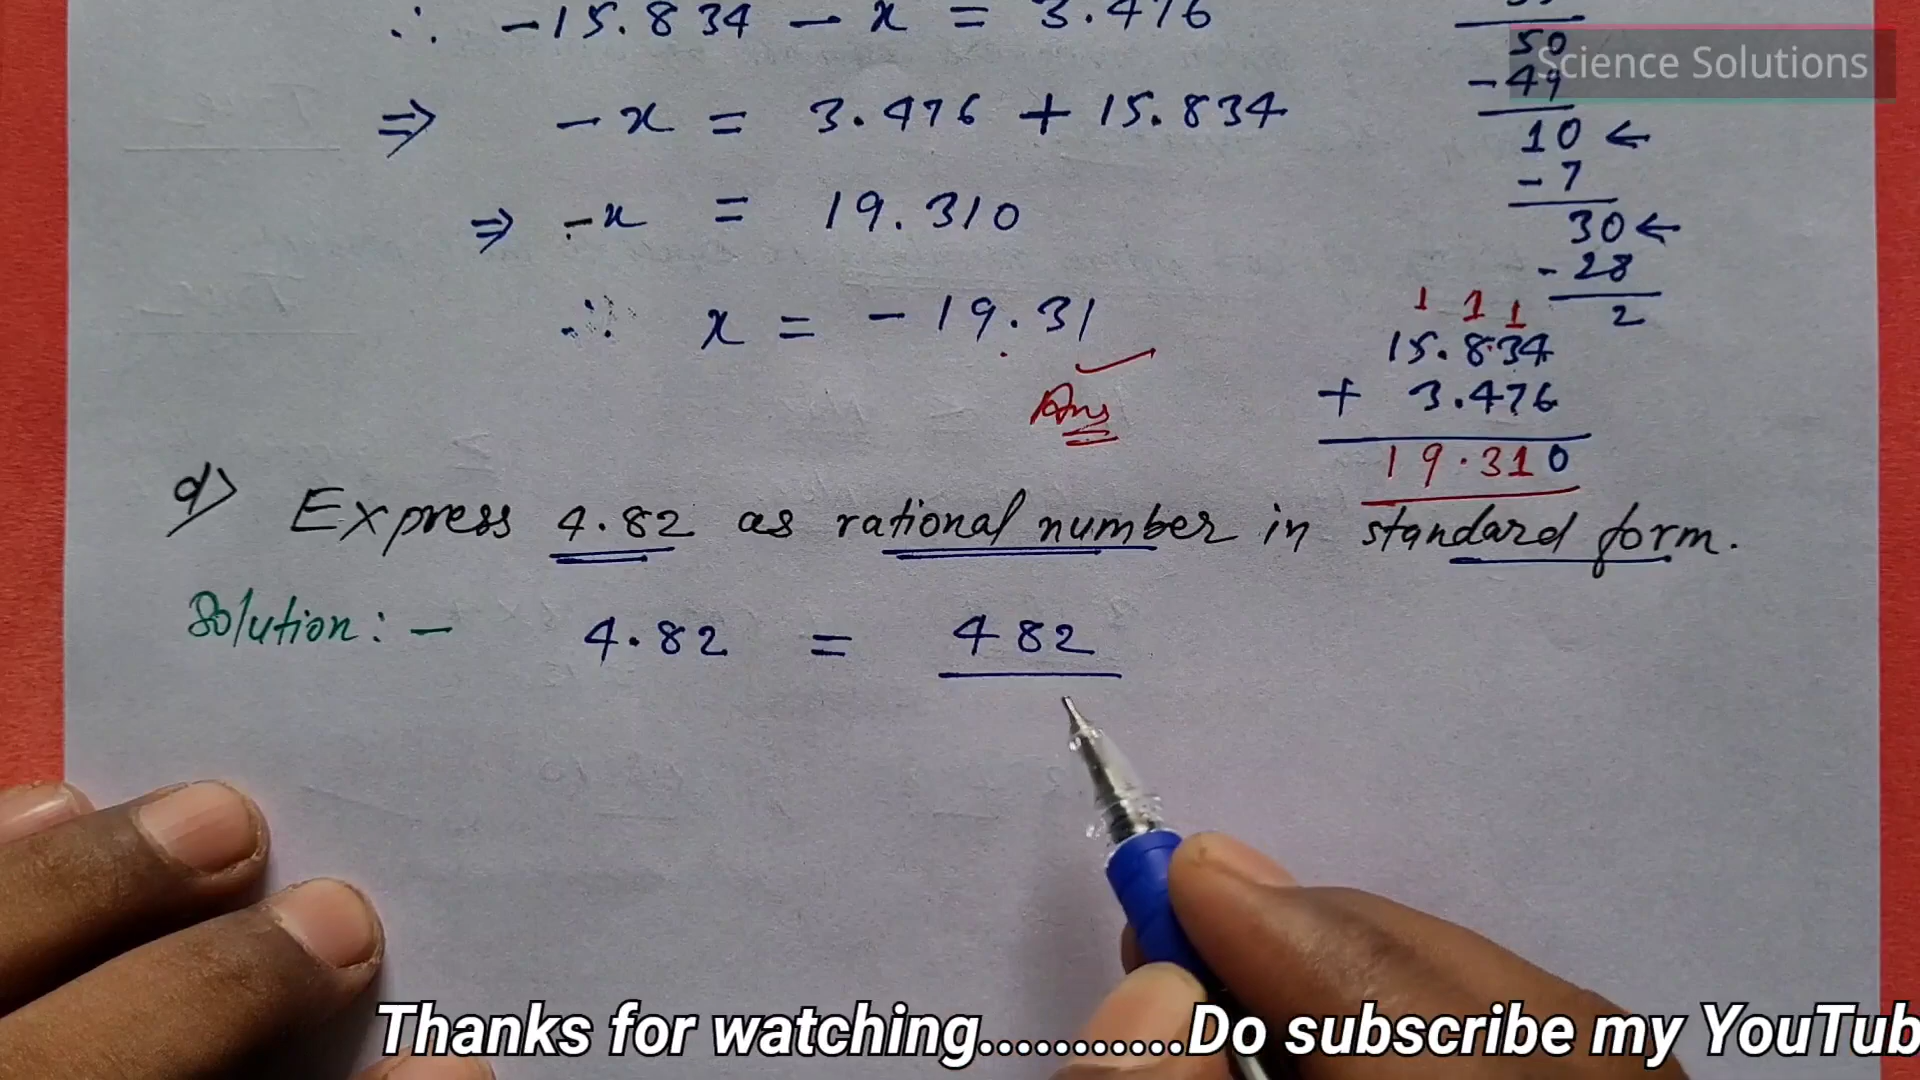 ∴ -15.834 - x = 3.476
⇒ -x = 3.476 + 15.834
⇒ -x = 19.310
∴ x = -19.31
Ans
50
-49
10 ←
-7
30 ←
-28
2
1 1 1
15.834
+ 3.476
19.310
Science Solutions
d> Express 4.82 as rational number in standard form.
Solution:- 4.82 = 482
Thanks for watching...........Do subscribe my YouTub